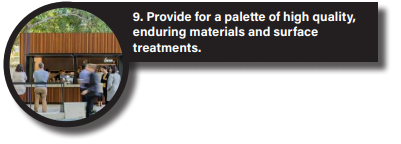 9. Provide for a palette of high quality,
enduring materials and surface
treatments.